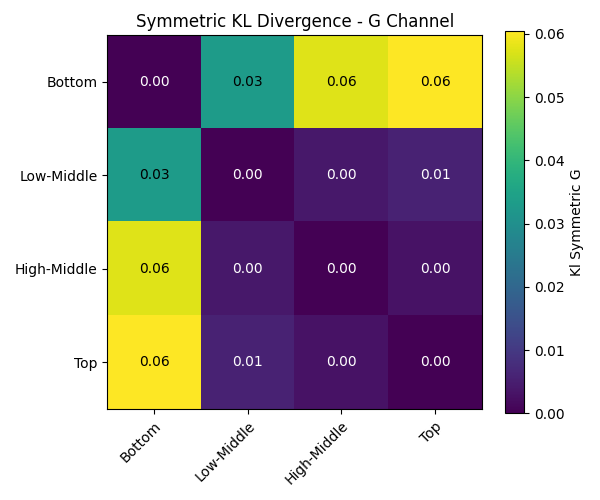 Symmetric KL Divergence - G Channel
Bottom 0.00 0.03 0.06 0.06
Low-Middle 0.03 0.00 0.00 0.01
High-Middle 0.06 0.00 0.00 0.00
Top 0.06 0.01 0.00 0.00
Bottom Low-Middle High-Middle Top
0.06
0.05
0.04
0.03
0.02
0.01
0.00
Kl Symmetric G